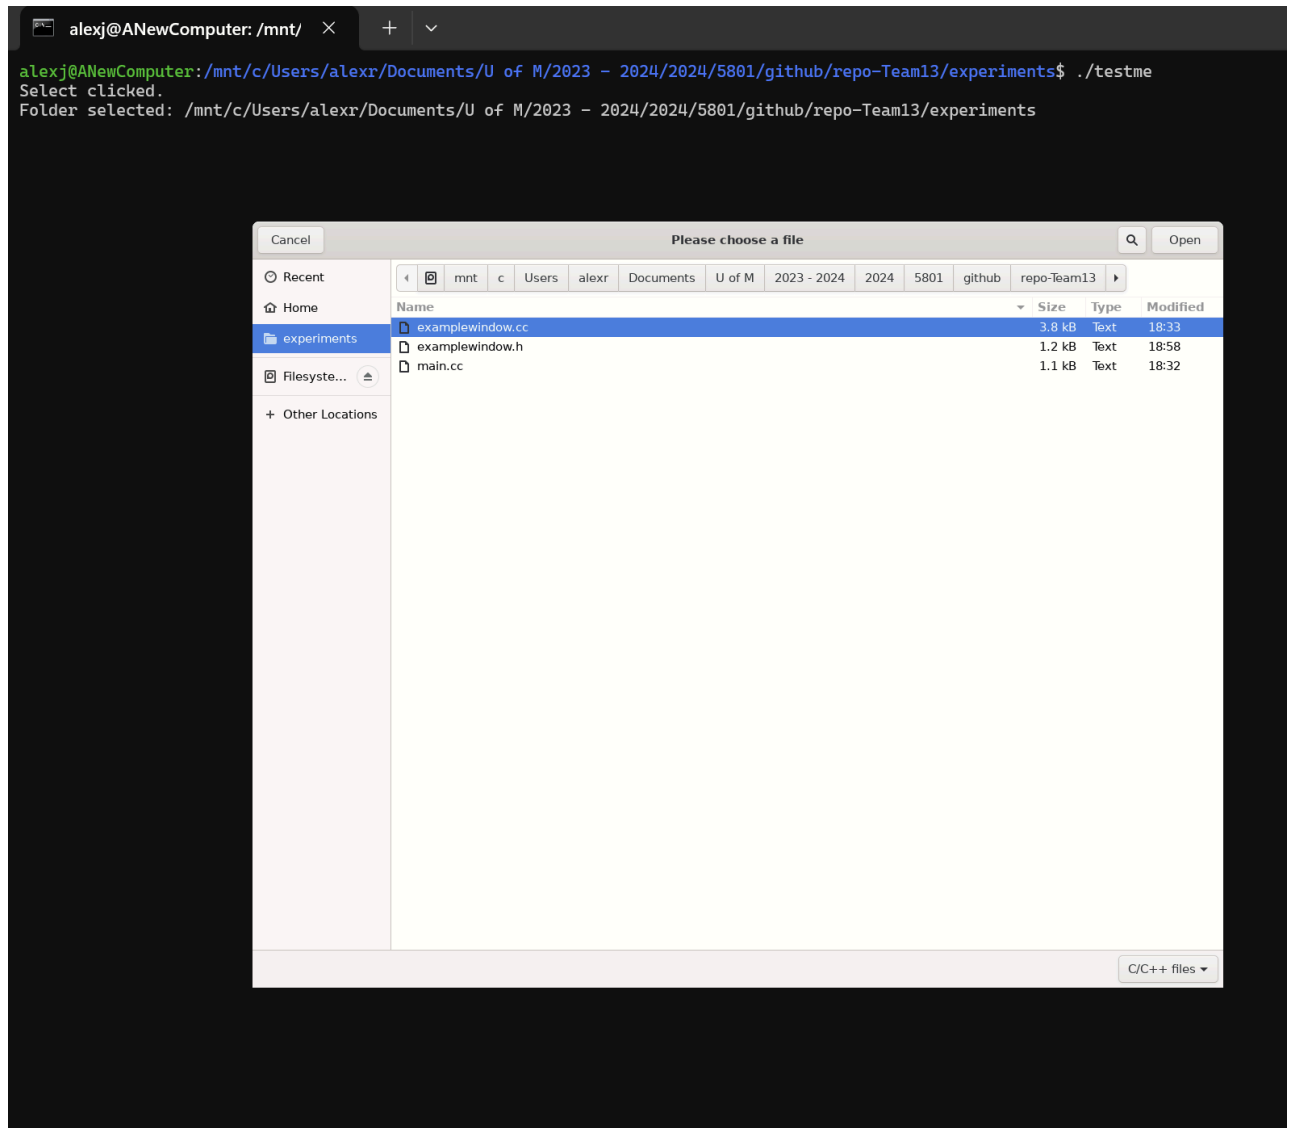 alexj@ANewComputer: /mnt/
alexj@ANewComputer:/mnt/c/Users/alexr/Documents/U of M/2023 - 2024/2024/5801/github/repo-Team13/experiments$ ./testme
Select clicked.
Folder selected: /mnt/c/Users/alexr/Documents/U of M/2023 - 2024/2024/5801/github/repo-Team13/experiments
Cancel Please choose a file Open
Recent
Home
experiments
Filesyste...
+ Other Locations
mnt c Users alexr Documents U of M 2023 - 2024 2024 5801 github repo-Team13
Name Size Type Modified
examplewindow.cc 3.8 kB Text 18:33
examplewindow.h 1.2 kB Text 18:58
main.cc 1.1 kB Text 18:32
C/C++ files